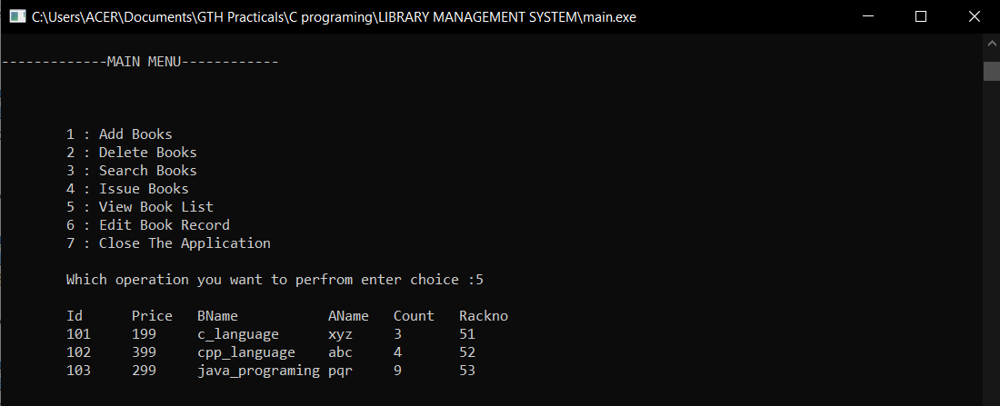 C:\Users\ACER\Documents\GTH Practicals\C programing\LIBRARY MANAGEMENT SYSTEM\main.exe
-------------MAIN MENU------------
1 : Add Books
2 : Delete Books
3 : Search Books
4 : Issue Books
5 : View Book List
6 : Edit Book Record
7 : Close The Application
Which operation you want to perfrom enter choice :5
Id Price BName AName Count Rackno
101 199 c_language xyz 3 51
102 399 cpp_language abc 4 52
103 299 java_programing pqr 9 53